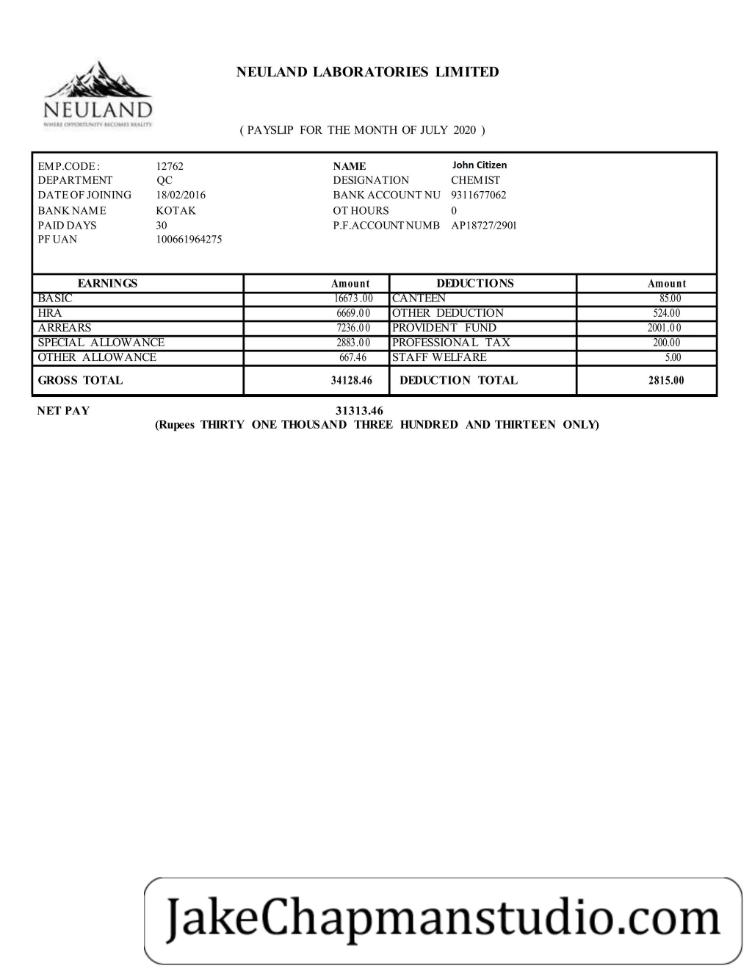 NEULAND
WHERE OPPORTUNITY BECOMES REALITY
NEULAND LABORATORIES LIMITED
( PAYSLIP FOR THE MONTH OF JULY 2020 )
EMP.CODE: 12762 NAME John Citizen
DEPARTMENT QC DESIGNATION CHEMIST
DATE OF JOINING 18/02/2016 BANK ACCOUNT NU 9311677062
BANK NAME KOTAK OT HOURS 0
PAID DAYS 30 P.F.ACCOUNT NUMB AP18727/2901
PF UAN 100661964275
EARNINGS Amount DEDUCTIONS Amount
BASIC 16673.00 CANTEEN 85.00
HRA 6669.00 OTHER DEDUCTION 524.00
ARREARS 7236.00 PROVIDENT FUND 2001.00
SPECIAL ALLOWANCE 2883.00 PROFESSIONAL TAX 200.00
OTHER ALLOWANCE 667.46 STAFF WELFARE 5.00
GROSS TOTAL 34128.46 DEDUCTION TOTAL 2815.00
NET PAY 31313.46
(Rupees THIRTY ONE THOUSAND THREE HUNDRED AND THIRTEEN ONLY)
JakeChapmanstudio.com